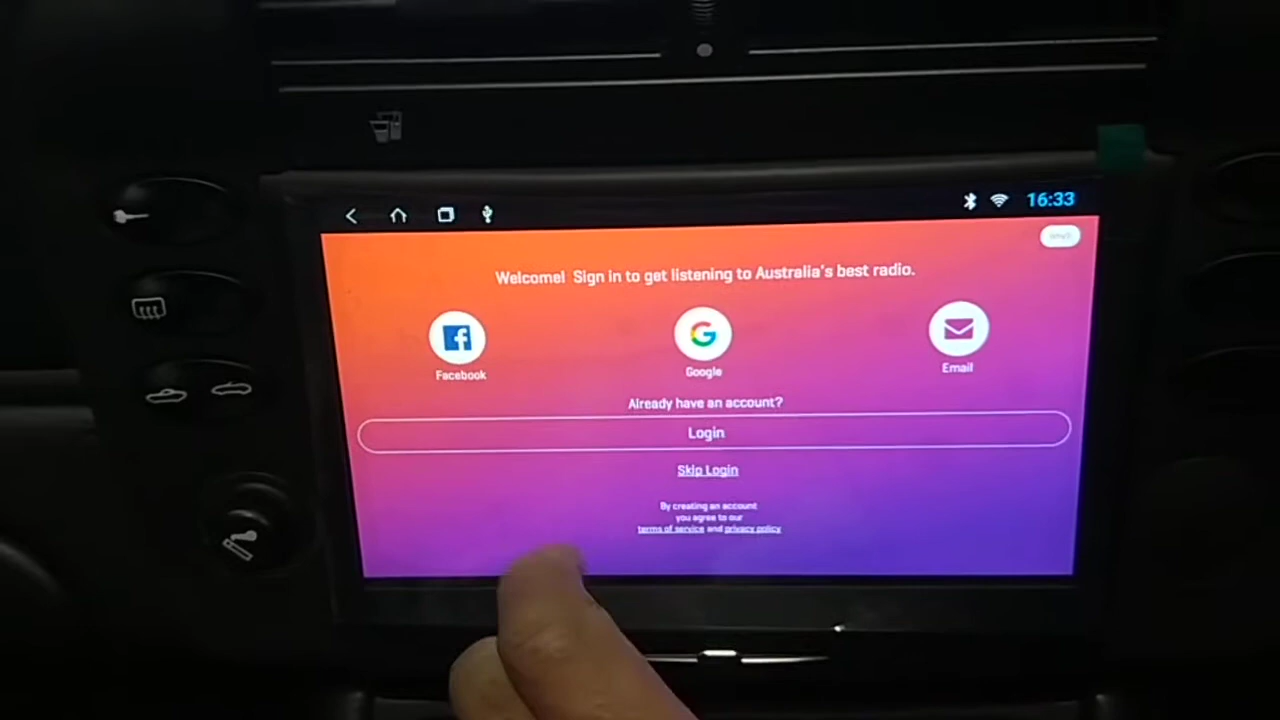 16:33
Welcome! Sign in to get listening to Australia's best radio.
Facebook
Google
Email
Already have an account?
Login
Skip Login
By creating an account
you agree to our
terms of service and privacy policy